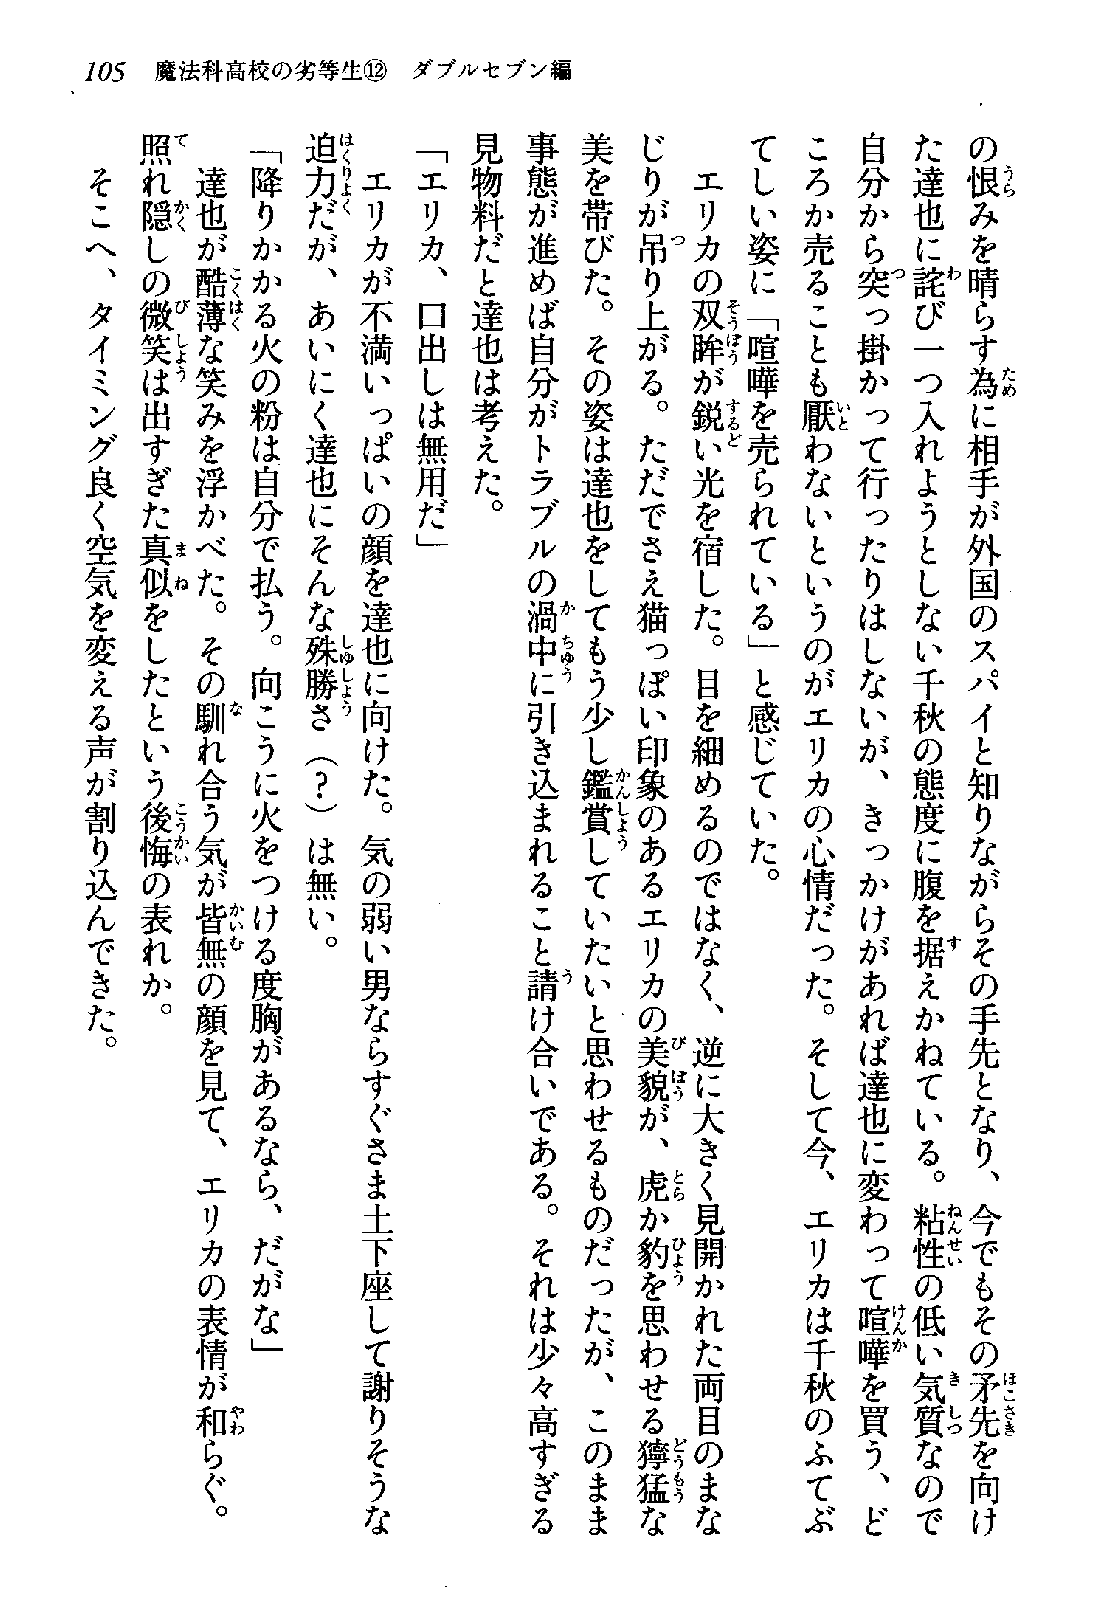 105 魔法科高校の劣等生⑫ ダブルセブン編
の恨みを晴らす為に相手が外国のスパイと知りながらその手先となり、今でもその矛先を向け
た達也に詫び一つ入れようとしない千秋の態度に腹を据えかねている。粘性の低い気質なので
自分から突っ掛かって行ったりはしないが、きっかけがあれば達也に変わって喧嘩を買う、ど
ころか売ることも厭わないというのがエリカの心情だった。そして今、エリカは千秋のふてぶ
てしい姿に「喧嘩を売られている」と感じていた。
エリカの双眸が鋭い光を宿した。目を細めるのではなく、逆に大きく見開かれた両目のまな
じりが吊り上がる。ただでさえ猫っぽい印象のあるエリカの美貌が、虎か豹を思わせる獰猛な
美を帯びた。その姿は達也をしてもう少し鑑賞していたいと思わせるものだったが、このまま
事態が進めば自分がトラブルの渦中に引き込まれること請け合いである。それは少々高すぎる
見物料だと達也は考えた。
「エリカ、口出しは無用だ」
エリカが不満いっぱいの顔を達也に向けた。気の弱い男ならすぐさま土下座して謝りそうな
迫力だが、あいにく達也にそんな殊勝さ(?)は無い。
「降りかかる火の粉は自分で払う。向こうに火をつける度胸があるなら、だがな」
達也が酷薄な笑みを浮かべた。その馴れ合う気が皆無の顔を見て、エリカの表情が和らぐ。
照れ隠しの微笑は出すぎた真似をしたという後悔の表れか。
そこへ、タイミング良く空気を変える声が割り込んできた。